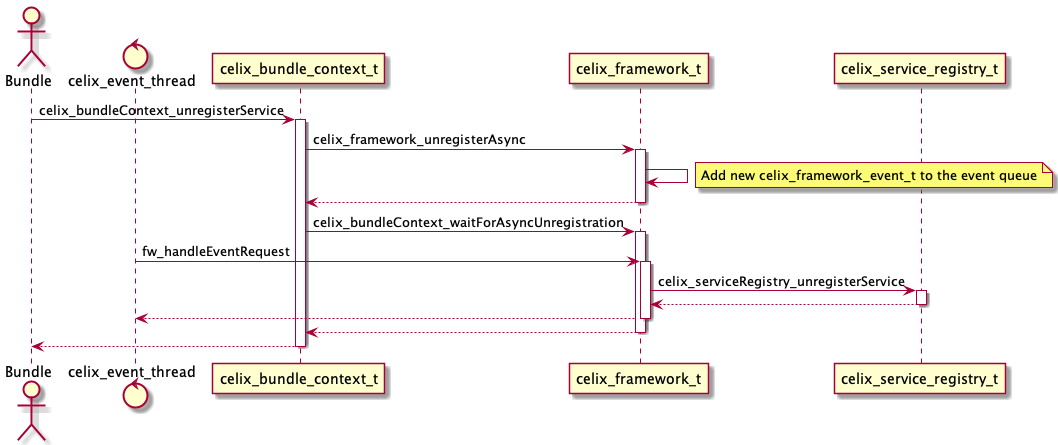 Bundle
celix_event_thread
celix_bundle_context_t
celix_framework_t
celix_service_registry_t
celix_bundleContext_unregisterService
celix_framework_unregisterAsync
Add new celix_framework_event_t to the event queue
celix_bundleContext_waitForAsyncUnregistration
fw_handleEventRequest
celix_serviceRegistry_unregisterService
Bundle
celix_event_thread
celix_bundle_context_t
celix_framework_t
celix_service_registry_t